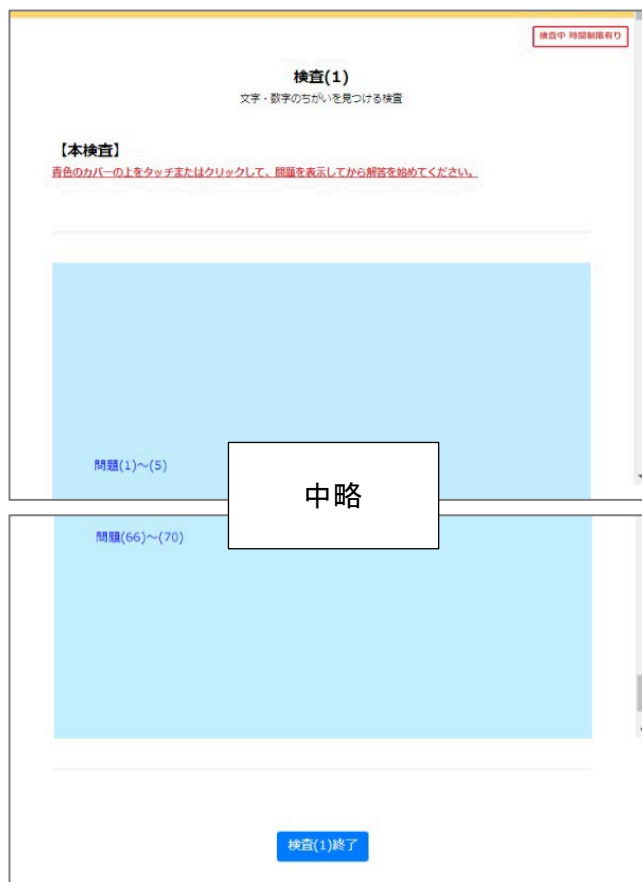 検査中 時間制限有り
検査(1)
文字・数字のちがいを見つける検査
【本検査】
青色のカバーの上をタッチまたはクリックして、問題を表示してから解答を始めてください。
問題(1)～(5)
中略
問題(66)～(70)
検査(1)終了